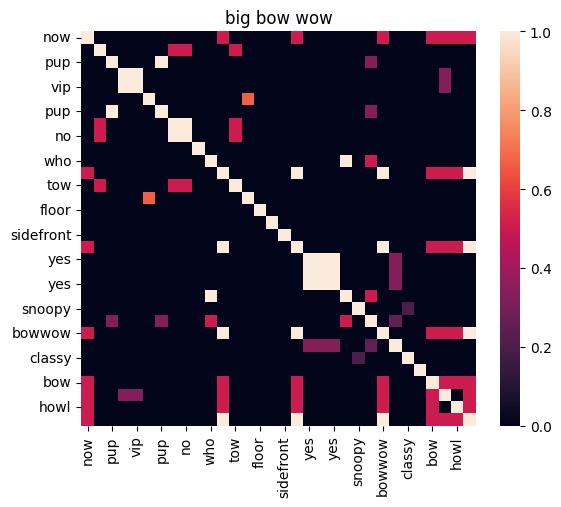 big bow wow
now
pup
vip
pup
no
who
tow
floor
sidefront
yes
yes
snoopy
bowwow
classy
bow
howl
now
pup
vip
pup
no
who
tow
floor
sidefront
yes
yes
snoopy
bowwow
classy
bow
howl
1.0
0.8
0.6
0.4
0.2
0.0